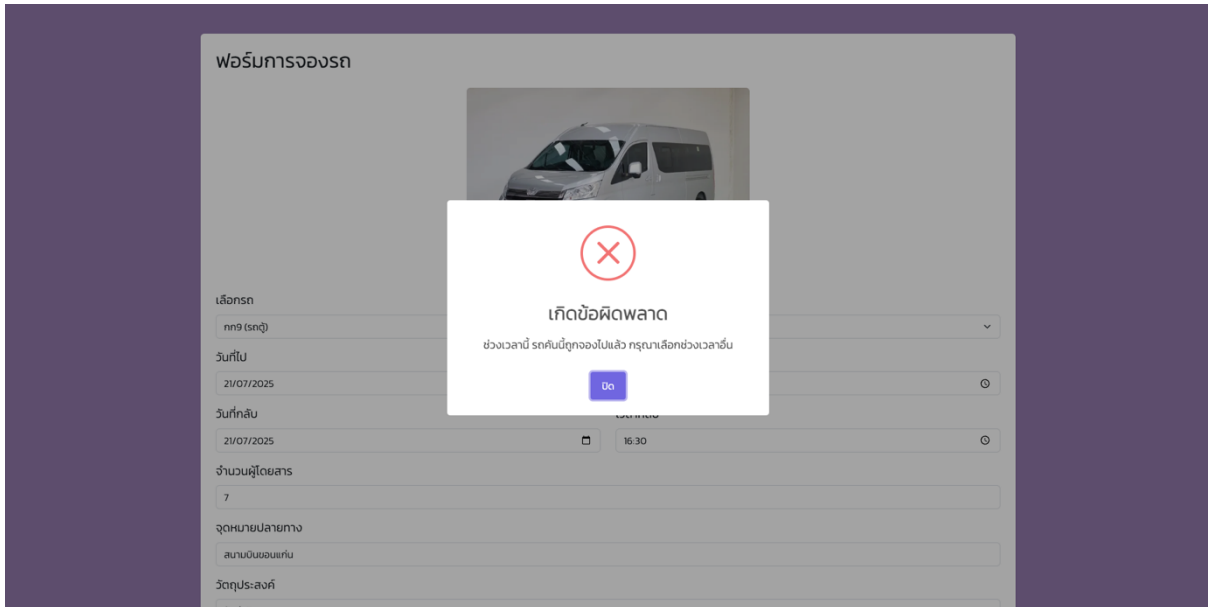 ฟอร์มการจองรถ
เลือกรถ
กก9 (รถตู้)
วันที่ไป
21/07/2025
เกิดข้อผิดพลาด
ช่วงเวลานี้ รถคันนี้ถูกจองไปแล้ว กรุณาเลือกช่วงเวลาอื่น
ปิด
วันที่กลับ
21/07/2025 16:30
จำนวนผู้โดยสาร
7
จุดหมายปลายทาง
สนามบินขอนแก่น
วัตถุประสงค์